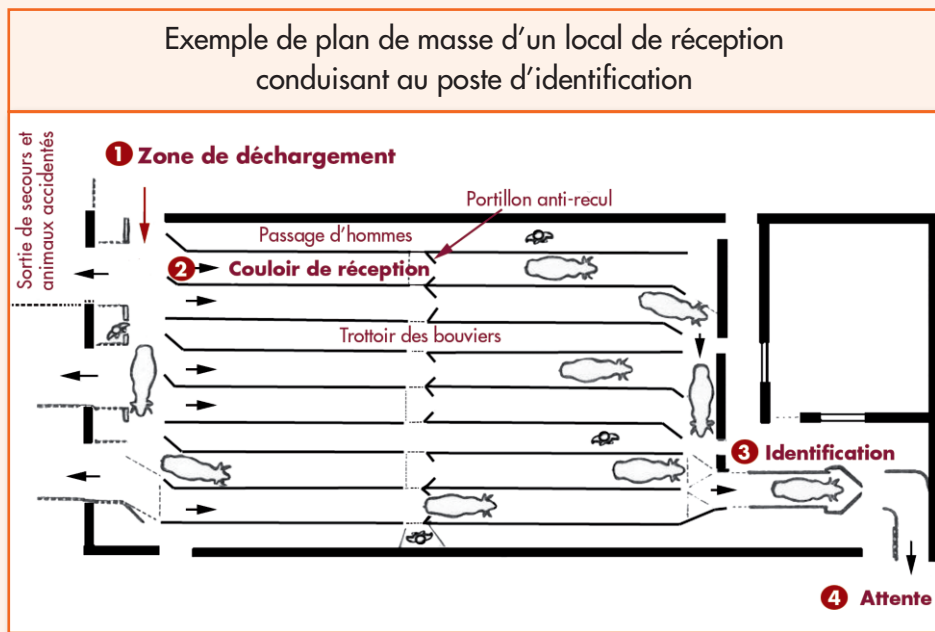 Exemple de plan de masse d’un local de réception
conduisant au poste d’identification
Sortie de secours et
animaux accidentés
1 Zone de déchargement
Portillon anti-recul
Passage d’hommes
2 Couloir de réception
Trottoir des bouviers
3 Identification
4 Attente